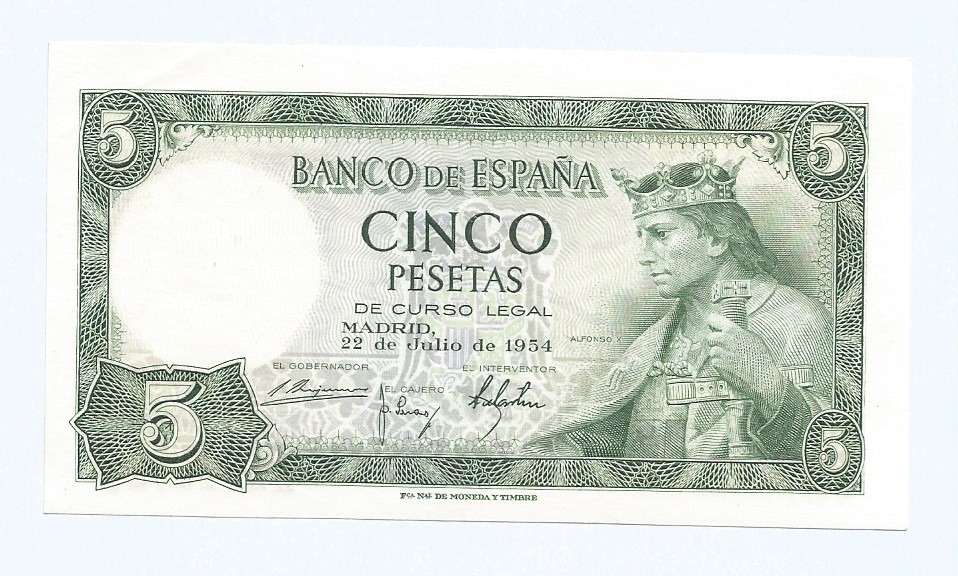 5 5
BANCO DE ESPAÑA
CINCO
PESETAS
DE CURSO LEGAL
MADRID,
22 de Julio de 1954
ALFONSO X
EL GOBERNADOR
EL INTERVENTOR
EL CAJERO
5 5
FCA NAL DE MONEDA Y TIMBRE